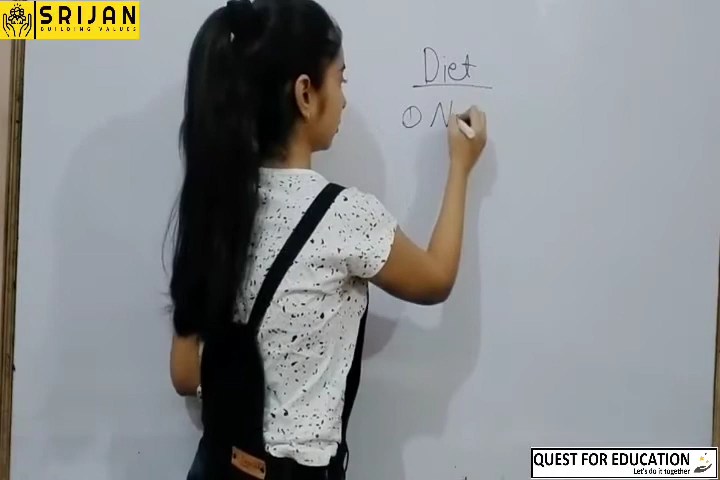 SRIJAN
BUILDING VALUES
Diet
① N
QUEST FOR EDUCATION
Let's do it together